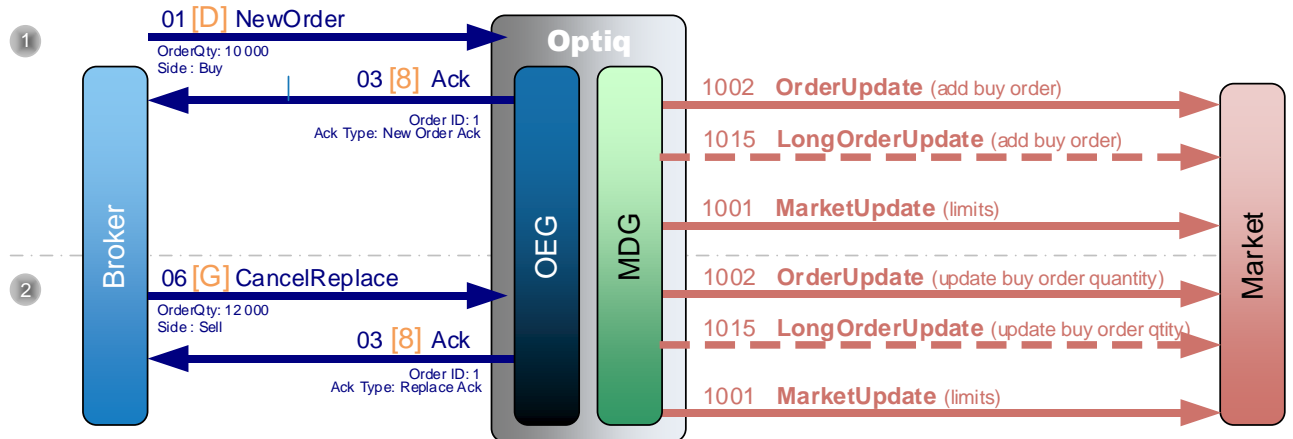 1
01 [D] NewOrder
OrderQty: 10 000
Side : Buy
03 [8] Ack
Order ID: 1
Ack Type: New Order Ack
Optiq
Broker
OEG
MDG
Market
1002 OrderUpdate (add buy order)
1015 LongOrderUpdate (add buy order)
1001 MarketUpdate (limits)
2
06 [G] CancelReplace
OrderQty: 12 000
Side : Sell
03 [8] Ack
Order ID: 1
Ack Type: Replace Ack
1002 OrderUpdate (update buy order quantity)
1015 LongOrderUpdate (update buy order qtity)
1001 MarketUpdate (limits)